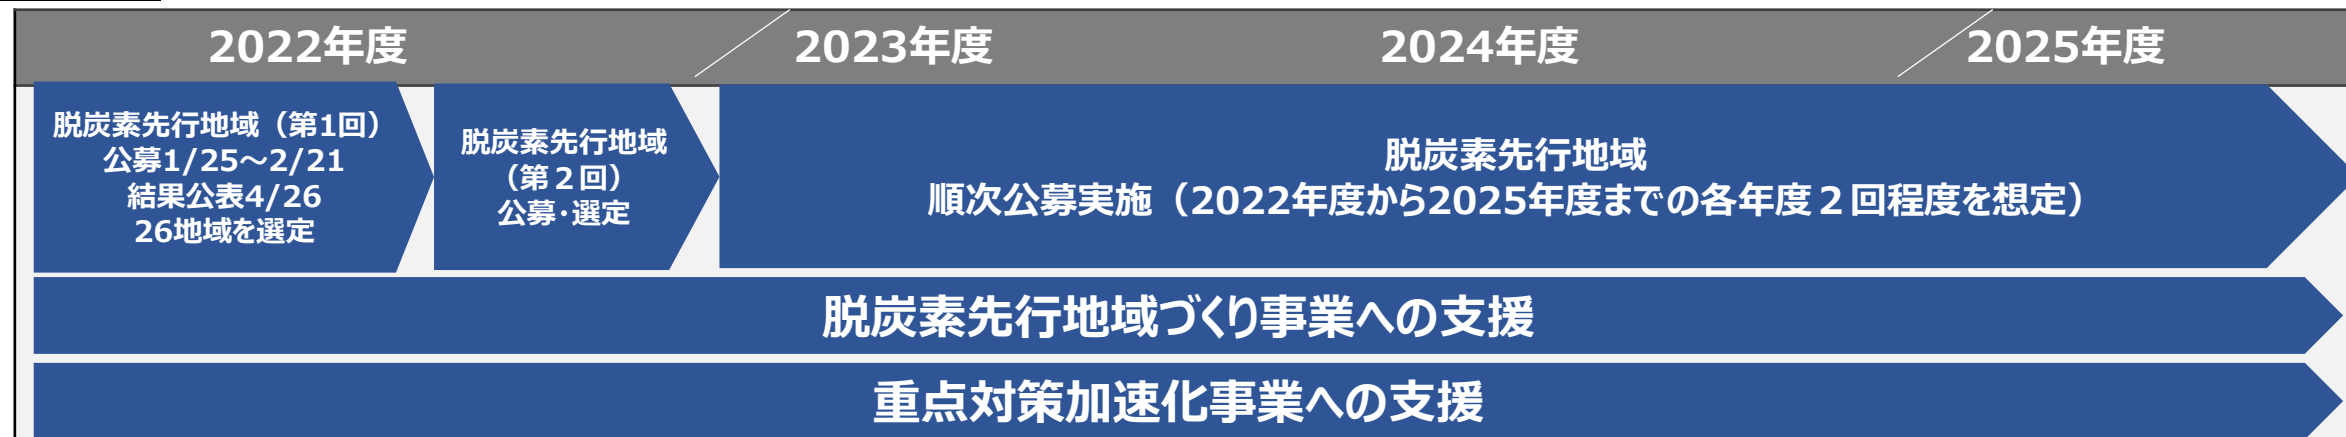 2022年度 2023年度 2024年度 2025年度
脱炭素先行地域（第1回）
公募1/25～2/21
結果公表4/26
26地域を選定
脱炭素先行地域
（第２回）
公募・選定
脱炭素先行地域
順次公募実施（2022年度から2025年度までの各年度２回程度を想定）
脱炭素先行地域づくり事業への支援
重点対策加速化事業への支援